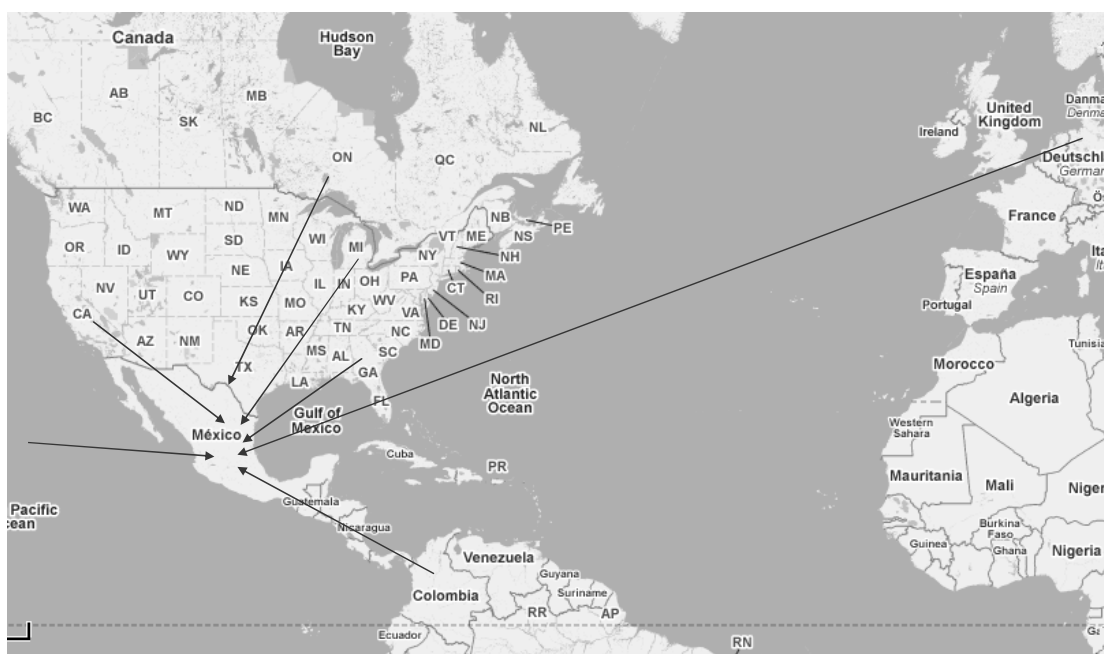 Canada
Hudson
Bay
AB
MB
BC
SK
NL
ON
QC
United
Kingdom
Ireland
Danma
Denma
Deutschl
German
Ös
France
Ita
Ita
España
Spain
Portugal
WA
MT
ND
MN
NB
PE
OR
ID
SD
WI
MI
VT
ME
NS
WY
NY
NH
NE
IA
PA
MA
NV
UT
CO
IL
IN
OH
CT
RI
KS
MO
WV
VA
CA
KY
DE
NJ
AZ
NM
OK
AR
TN
NC
MD
MS
AL
SC
TX
LA
GA
FL
North
Atlantic
Ocean
Gulf of
Mexico
México
Cuba
PR
Guatemala
Nicaragua
Pacific
cean
Venezuela
Guyana
Suriname
Colombia
RR
AP
Ecuador
RN
Morocco
Tunisia
Algeria
Western
Sahara
Mauritania
Mali
Niger
Burkina
Faso
Guinea
Ghana
Nigeria
Ga